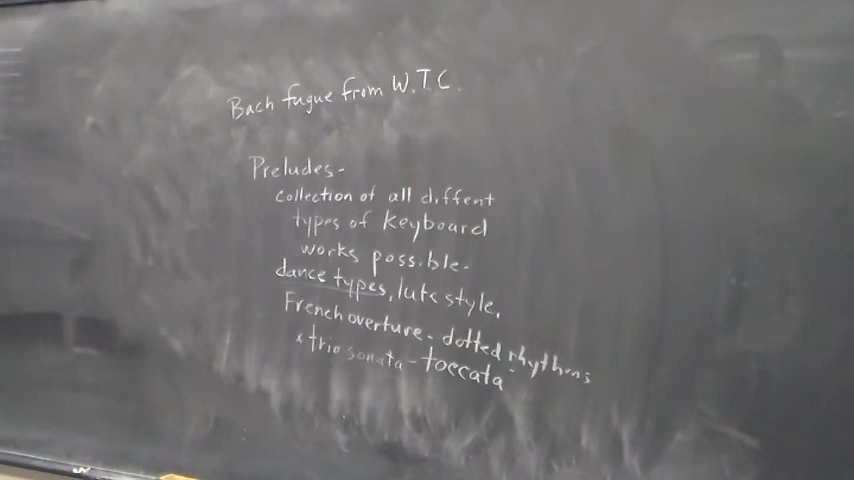 Bach fugue from W.T.C.
Preludes-
collection of all diffent
types of keyboard
works possible.
dance types, lute style,
French overture. dotted rhythms
* trio sonata - toccata